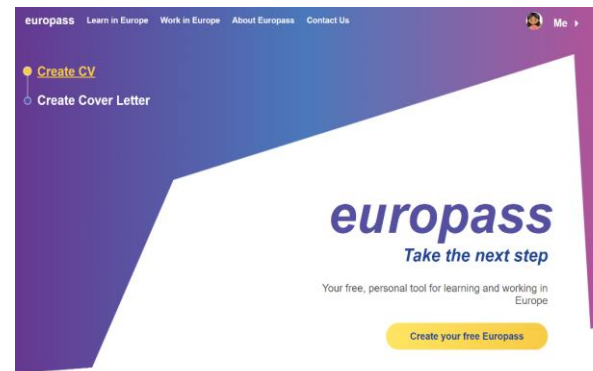 europass Learn in Europe Work in Europe About Europass Contact Us Me
Create CV
Create Cover Letter
europass
Take the next step
Your free, personal tool for learning and working in
Europe
Create your free Europass